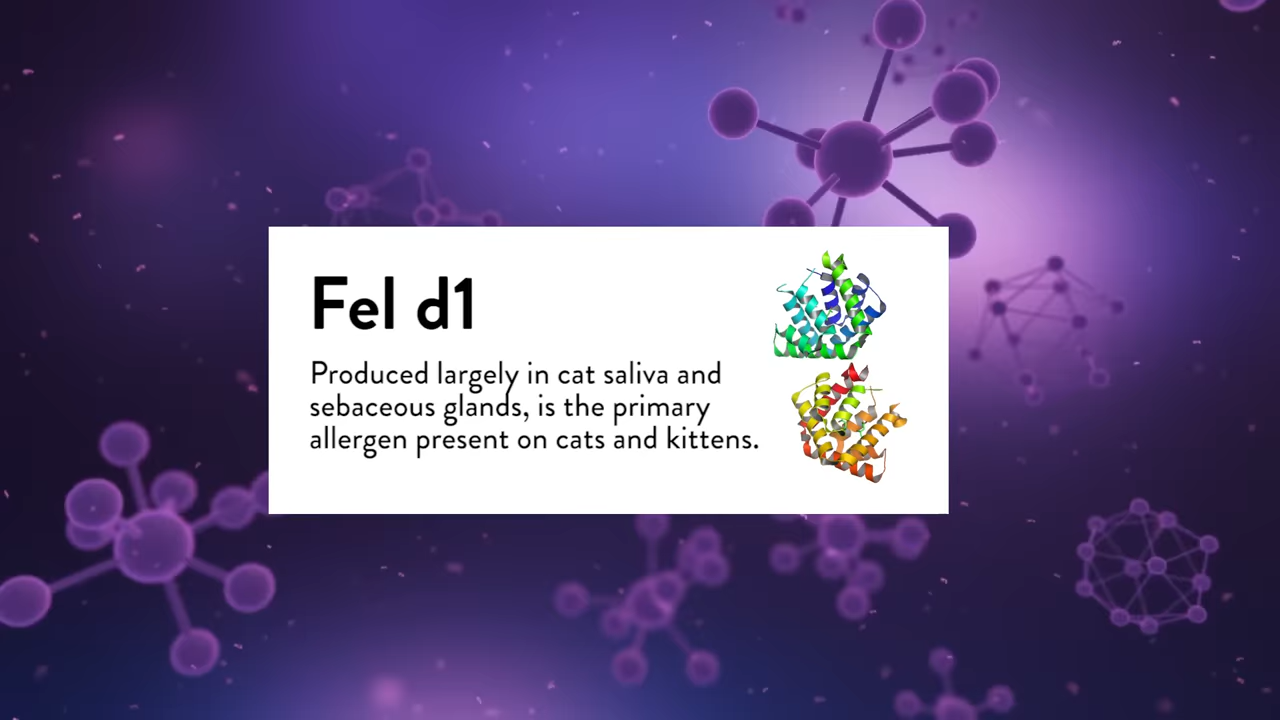 Fel d1
Produced largely in cat saliva and
sebaceous glands, is the primary
allergen present on cats and kittens.